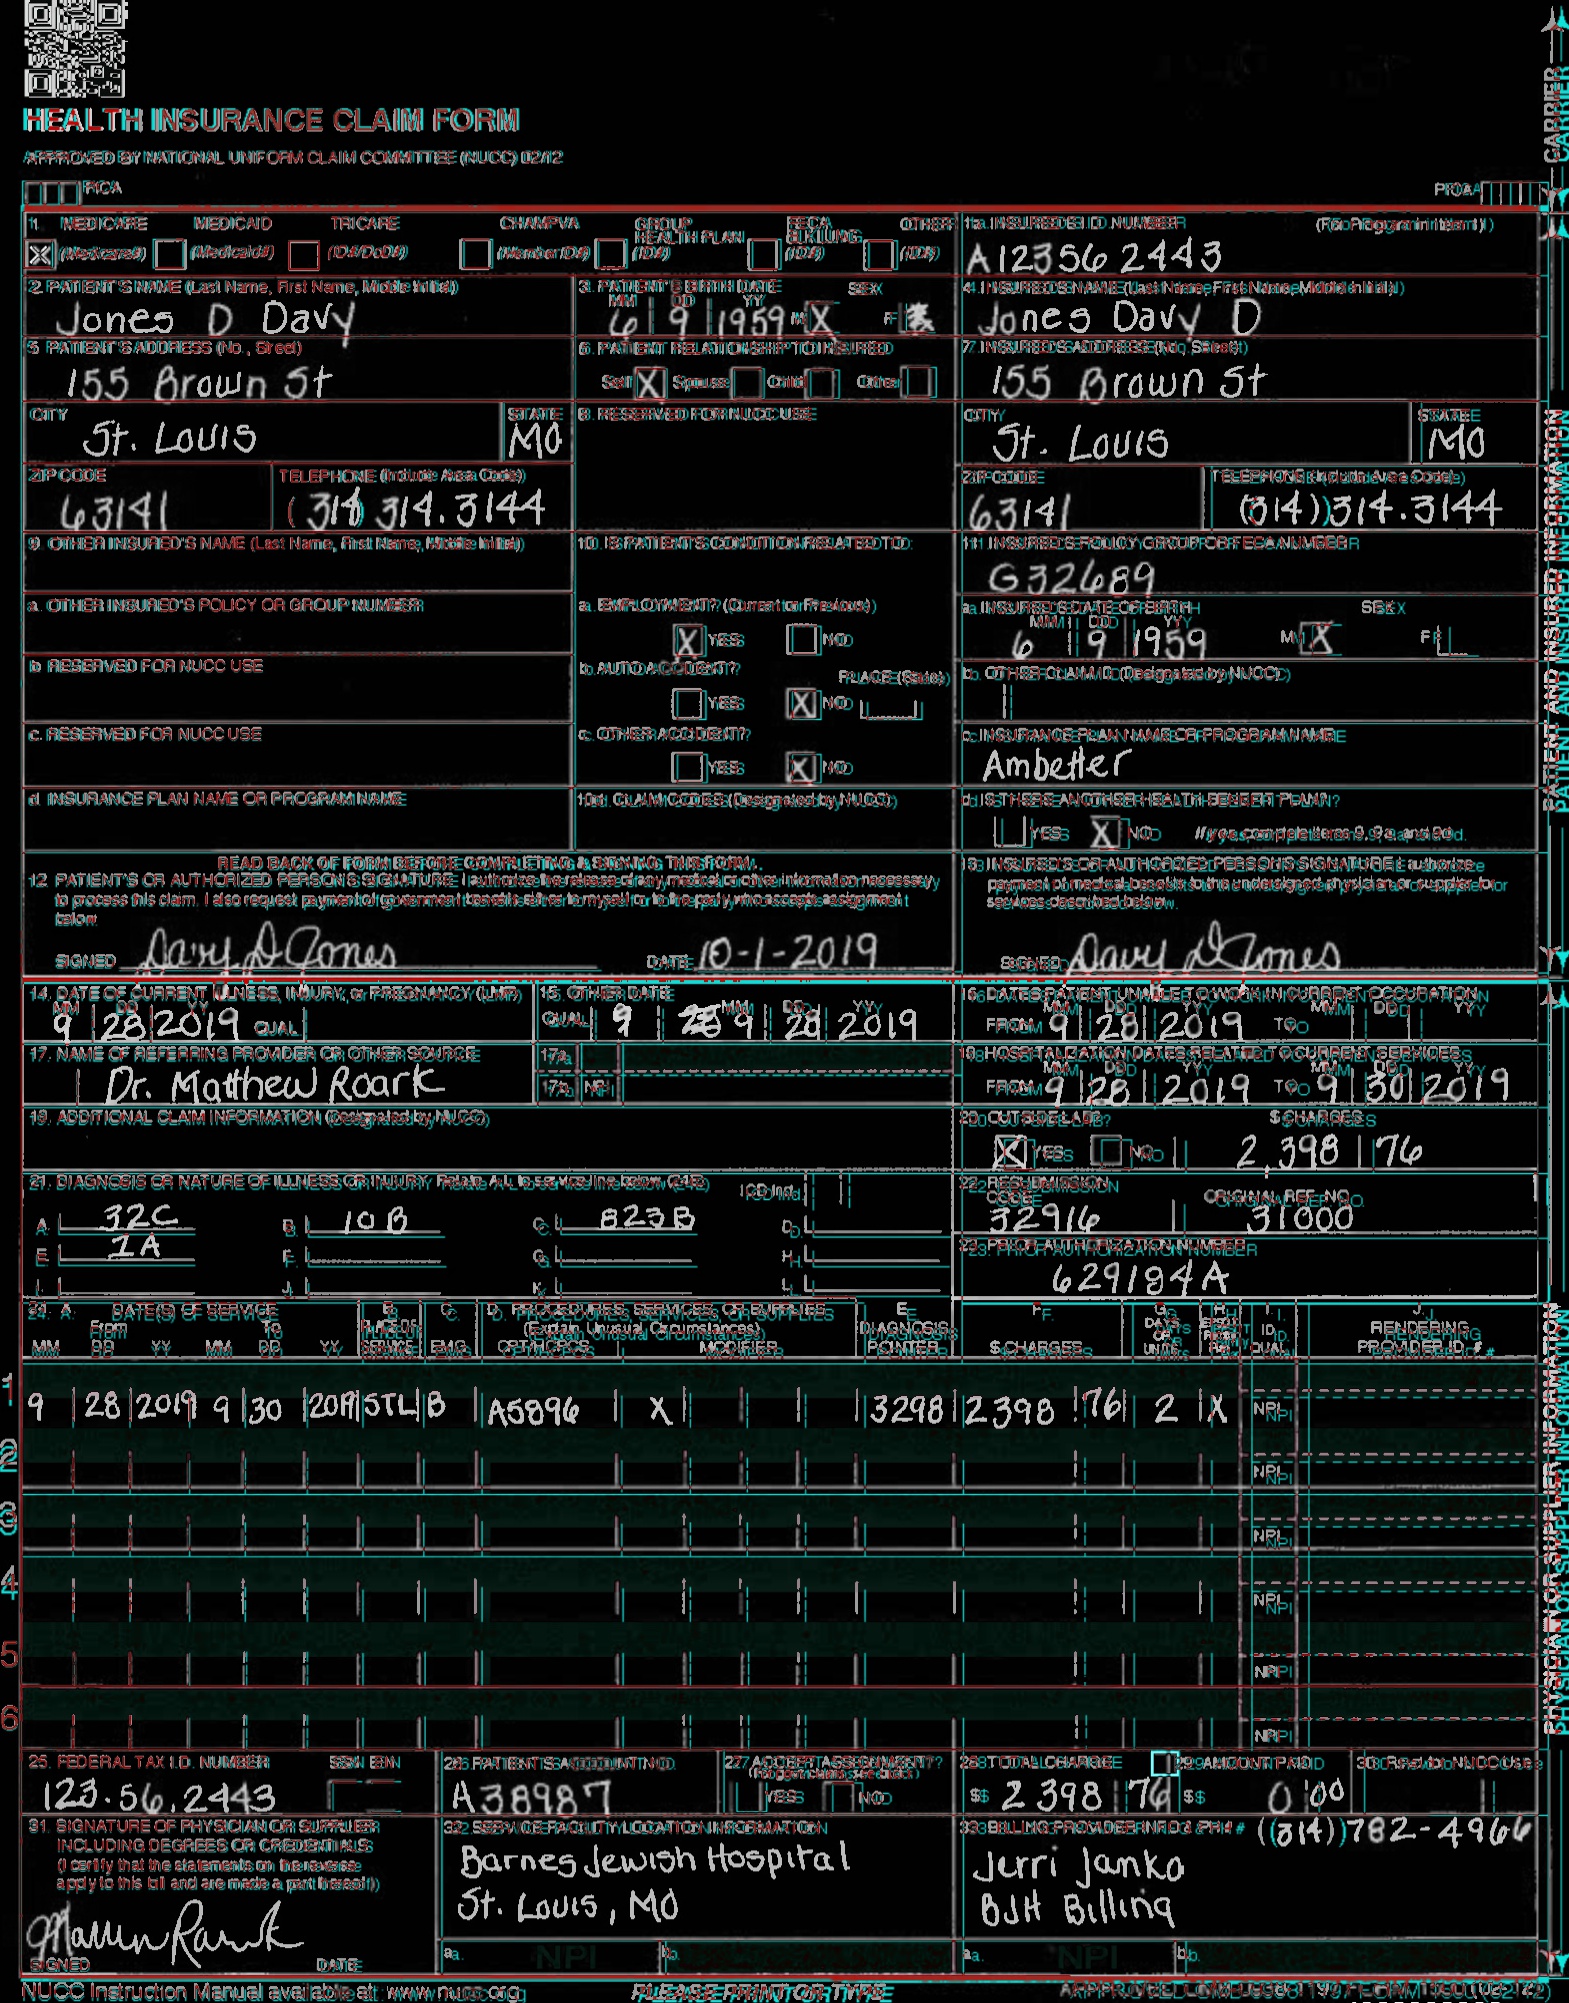 HEALTH INSURANCE CLAIM FORM
APPROVED BY NATIONAL UNIFORM CLAIM COMMITTEE (NUCC) 02/12
PICA
PICA
CARRIER
1. MEDICARE MEDICAID TRICARE CHAMPVA GROUP HEALTH PLAN FECA BLK LUNG OTHER
X (Medicare#) (Medicaid#) (ID#/DoD#) (Member ID#) (ID#) (ID#) (ID#)
1a. INSURED'S I.D. NUMBER (For Program in Item 1)
A123562443
2. PATIENT'S NAME (Last Name, First Name, Middle Initial)
Jones D Davy
3. PATIENT'S BIRTH DATE SEX
MM DD YY
6 9 1959 M X F
4. INSURED'S NAME (Last Name, First Name, Middle Initial)
Jones Davy D
5. PATIENT'S ADDRESS (No., Street)
155 Brown St
6. PATIENT RELATIONSHIP TO INSURED
Self X Spouse Child Other
7. INSURED'S ADDRESS (No., Street)
155 Brown St
CITY STATE
St. Louis MO
8. RESERVED FOR NUCC USE
CITY STATE
St. Louis MO
ZIP CODE TELEPHONE (Include Area Code)
63141 (314) 314.3144
ZIP CODE TELEPHONE (Include Area Code)
63141 (314) 314.3144
9. OTHER INSURED'S NAME (Last Name, First Name, Middle Initial)
10. IS PATIENT'S CONDITION RELATED TO:
11. INSURED'S POLICY GROUP OR FECA NUMBER
G32689
a. OTHER INSURED'S POLICY OR GROUP NUMBER
a. EMPLOYMENT? (Current or Previous)
X YES NO
a. INSURED'S DATE OF BIRTH SEX
MM DD YY
6 9 1959 M X F
b. RESERVED FOR NUCC USE
b. AUTO ACCIDENT? PLACE (State)
YES X NO
b. OTHER CLAIM ID (Designated by NUCC)
c. RESERVED FOR NUCC USE
c. OTHER ACCIDENT?
YES X NO
c. INSURANCE PLAN NAME OR PROGRAM NAME
Ambetter
d. INSURANCE PLAN NAME OR PROGRAM NAME
10d. CLAIM CODES (Designated by NUCC)
d. IS THERE ANOTHER HEALTH BENEFIT PLAN?
YES X NO If yes, complete items 9, 9a, and 9d.
READ BACK OF FORM BEFORE COMPLETING & SIGNING THIS FORM.
12. PATIENT'S OR AUTHORIZED PERSON'S SIGNATURE I authorize the release of any medical or other information necessary
to process this claim. I also request payment of government benefits either to myself or to the party who accepts assignment
below.
SIGNED Davy D Jones DATE 10-1-2019
13. INSURED'S OR AUTHORIZED PERSON'S SIGNATURE I authorize
payment of medical benefits to the undersigned physician or supplier for
services described below.
SIGNED Davy D Jones
PATIENT AND INSURED INFORMATION
14. DATE OF CURRENT ILLNESS, INJURY, or PREGNANCY (LMP)
MM DD YY
9 28 2019 QUAL.
15. OTHER DATE
MM DD YY
QUAL. 9 9 28 2019
16. DATES PATIENT UNABLE TO WORK IN CURRENT OCCUPATION
MM DD YY MM DD YY
FROM 9 28 2019 TO
17. NAME OF REFERRING PROVIDER OR OTHER SOURCE
Dr. Matthew Roark
17a.
17b. NPI
18. HOSPITALIZATION DATES RELATED TO CURRENT SERVICES
MM DD YY MM DD YY
FROM 9 28 2019 TO 9 30 2019
19. ADDITIONAL CLAIM INFORMATION (Designated by NUCC)
20. OUTSIDE LAB? $ CHARGES
X YES NO 2,398 76
21. DIAGNOSIS OR NATURE OF ILLNESS OR INJURY Relate A-L to service line below (24E) ICD Ind.
A. 32C B. 10B C. 823B D.
E. 1A F. G. H.
I. J. K. L.
22. RESUBMISSION CODE ORIGINAL REF. NO.
32916 31000
23. PRIOR AUTHORIZATION NUMBER
629184A
24. A. DATE(S) OF SERVICE B. C. D. PROCEDURES, SERVICES, OR SUPPLIES E. F. G. H. I. J.
From To PLACE OF (Explain Unusual Circumstances) DIAGNOSIS DAYS OR ID. RENDERING
MM DD YY MM DD YY SERVICE EMG CPT/HCPCS MODIFIER POINTER $ CHARGES UNITS QUAL. PROVIDER ID. #
1 9 28 2019 9 30 2019 STL B A5896 X 3298 2398 76 2 X NPI
2 NPI
3 NPI
4 NPI
5 NPI
6 NPI
PHYSICIAN OR SUPPLIER INFORMATION
25. FEDERAL TAX I.D. NUMBER SSN EIN
123.56.2443
26. PATIENT'S ACCOUNT NO.
A38987
27. ACCEPT ASSIGNMENT?
YES NO
28. TOTAL CHARGE
$ 2398 76
29. AMOUNT PAID
$ 0 00
30. Rsvd for NUCC Use
31. SIGNATURE OF PHYSICIAN OR SUPPLIER
INCLUDING DEGREES OR CREDENTIALS
(I certify that the statements on the reverse
apply to this bill and are made a part thereof.)
SIGNED DATE
32. SERVICE FACILITY LOCATION INFORMATION
Barnes Jewish Hospital
St. Louis, MO
a. NPI b.
33. BILLING PROVIDER INFO & PH # (314) 782-4966
Jerri Jamko
BJH Billing
a. NPI b.
NUCC Instruction Manual available at: www.nucc.org
PLEASE PRINT OR TYPE